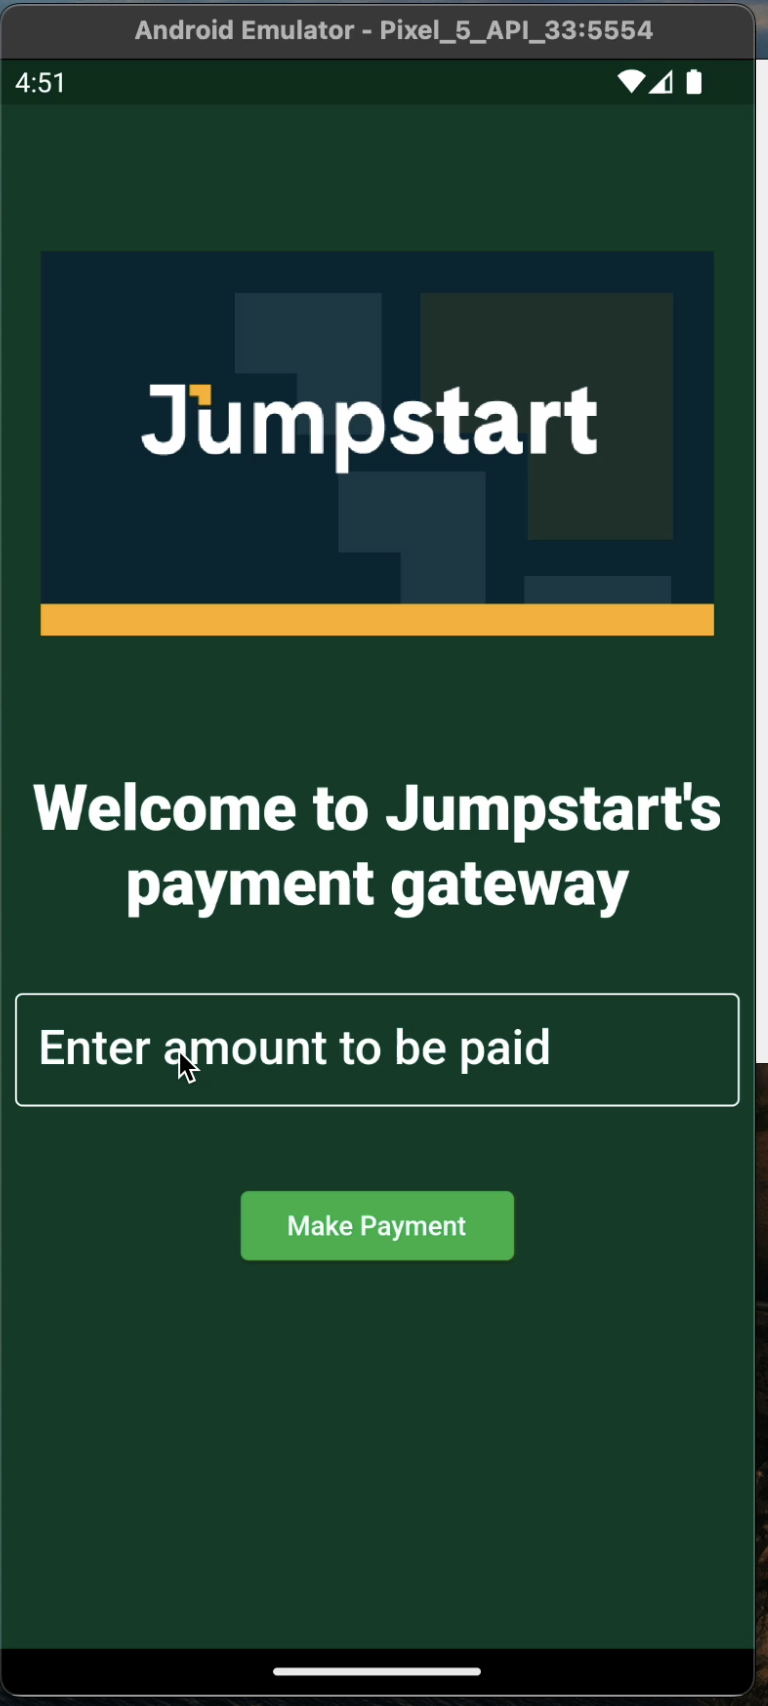 Android Emulator - Pixel_5_API_33:5554
4:51
Jumpstart
Welcome to Jumpstart's
payment gateway
Enter amount to be paid
Make Payment